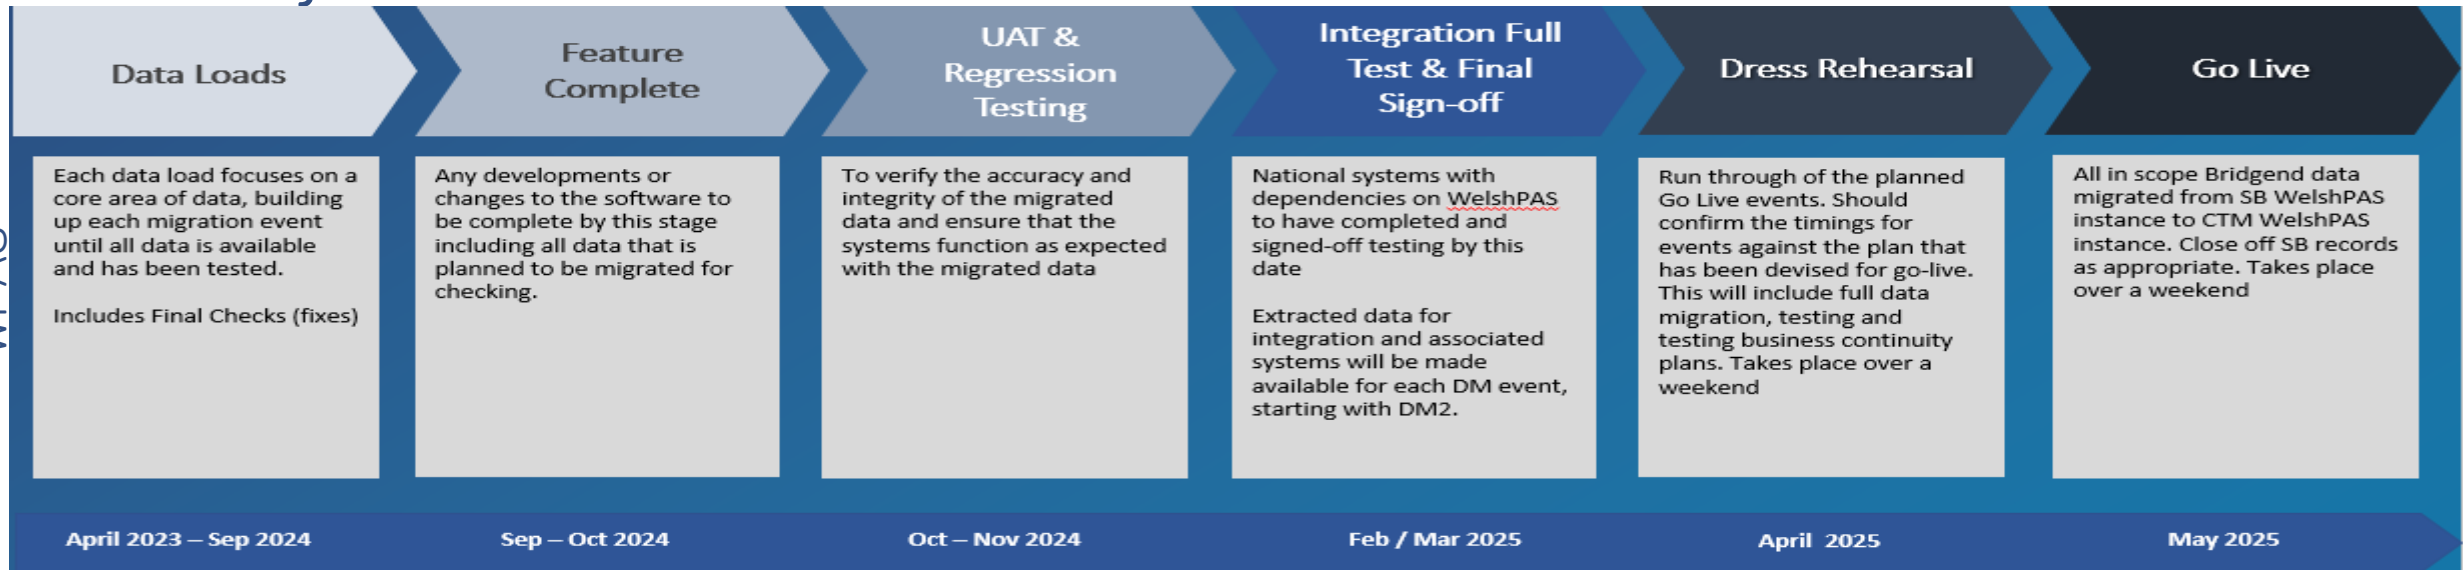 Data Loads
Feature
Complete
UAT &
Regression
Testing
Integration Full
Test & Final
Sign-off
Dress Rehearsal
Go Live
Each data load focuses on a
core area of data, building
up each migration event
until all data is available
and has been tested.
Includes Final Checks (fixes)
Any developments or
changes to the software to
be complete by this stage
including all data that is
planned to be migrated for
checking.
To verify the accuracy and
integrity of the migrated
data and ensure that the
systems function as expected
with the migrated data
National systems with
dependencies on WelshPAS
to have completed and
signed-off testing by this
date
Extracted data for
integration and associated
systems will be made
available for each DM event,
starting with DM2.
Run through of the planned
Go Live events. Should
confirm the timings for
events against the plan that
has been devised for go-live.
This will include full data
migration, testing and
testing business continuity
plans. Takes place over a
weekend
All in scope Bridgend data
migrated from SB WelshPAS
instance to CTM WelshPAS
instance. Close off SB records
as appropriate. Takes place
over a weekend
April 2023 – Sep 2024
Sep – Oct 2024
Oct – Nov 2024
Feb / Mar 2025
April  2025
May 2025